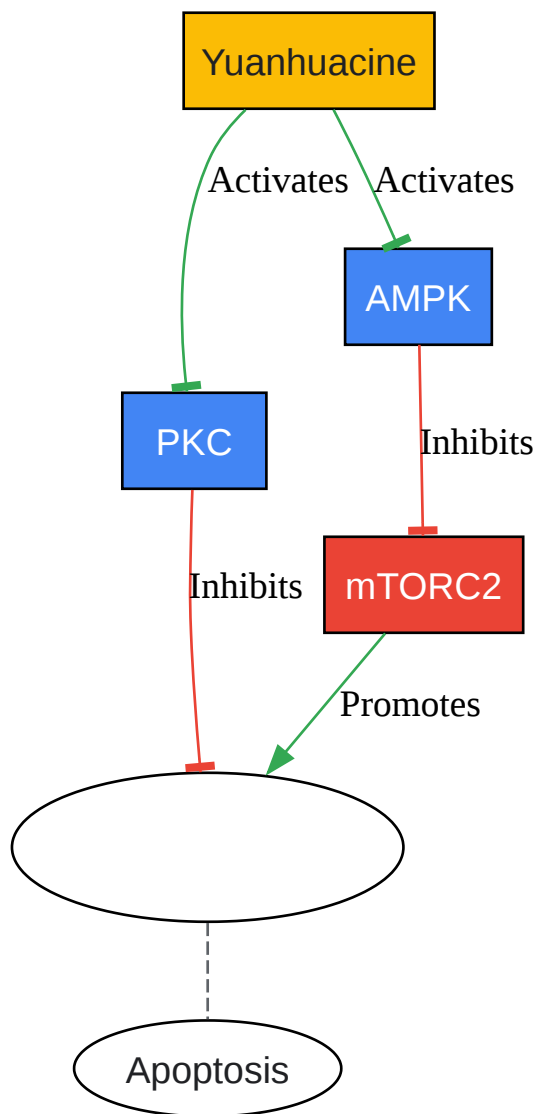 Yuanhuacine
Activates
Activates
AMPK
PKC
Inhibits
Inhibits
mTORC2
Promotes
Apoptosis